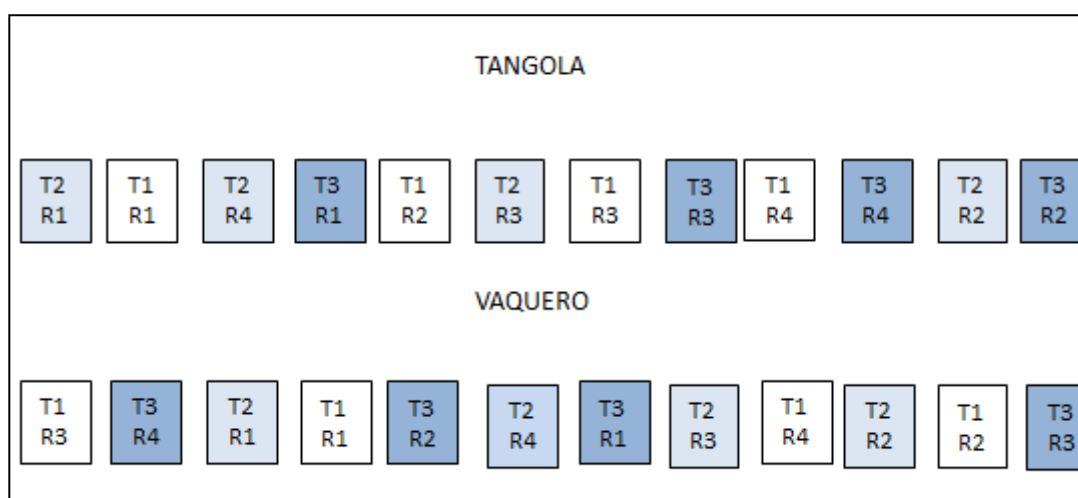 TANGOLA
T2 T1 T2 T3 T1 T2 T1 T3 T1 T3 T2 T3
R1 R1 R4 R1 R2 R3 R3 R3 R4 R4 R2 R2
VAQUERO
T1 T3 T2 T1 T3 T2 T3 T2 T1 T2 T1 T3
R3 R4 R1 R1 R2 R4 R1 R3 R4 R2 R2 R3